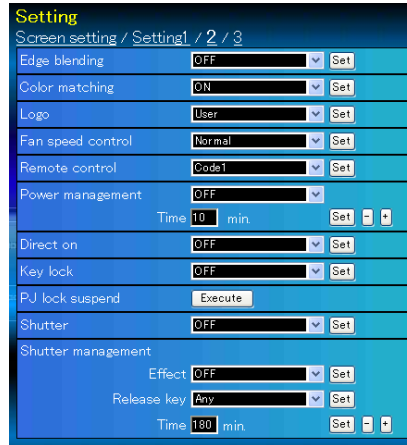 Setting
Screen setting / Setting1 / 2 / 3
Edge blending OFF Set
Color matching ON Set
Logo User Set
Fan speed control Normal Set
Remote control Code1 Set
Power management OFF
Time 10 min. Set - +
Direct on OFF Set
Key lock OFF Set
PJ lock suspend Execute
Shutter OFF Set
Shutter management
Effect OFF Set
Release key Any Set
Time 180 min. Set - +